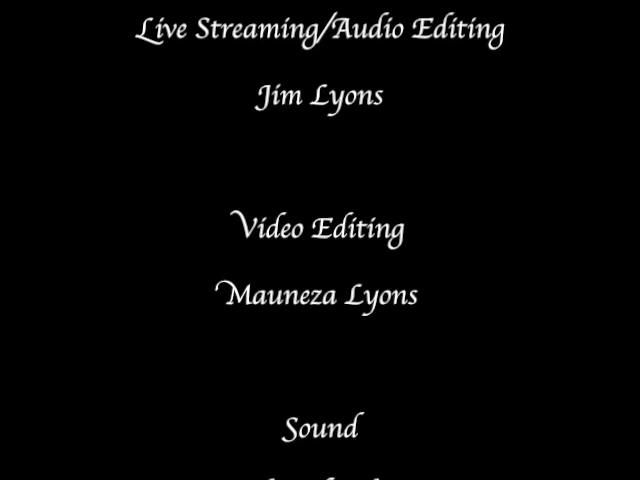 Live Streaming/Audio Editing
Jim Lyons
Video Editing
Mauneza Lyons
Sound